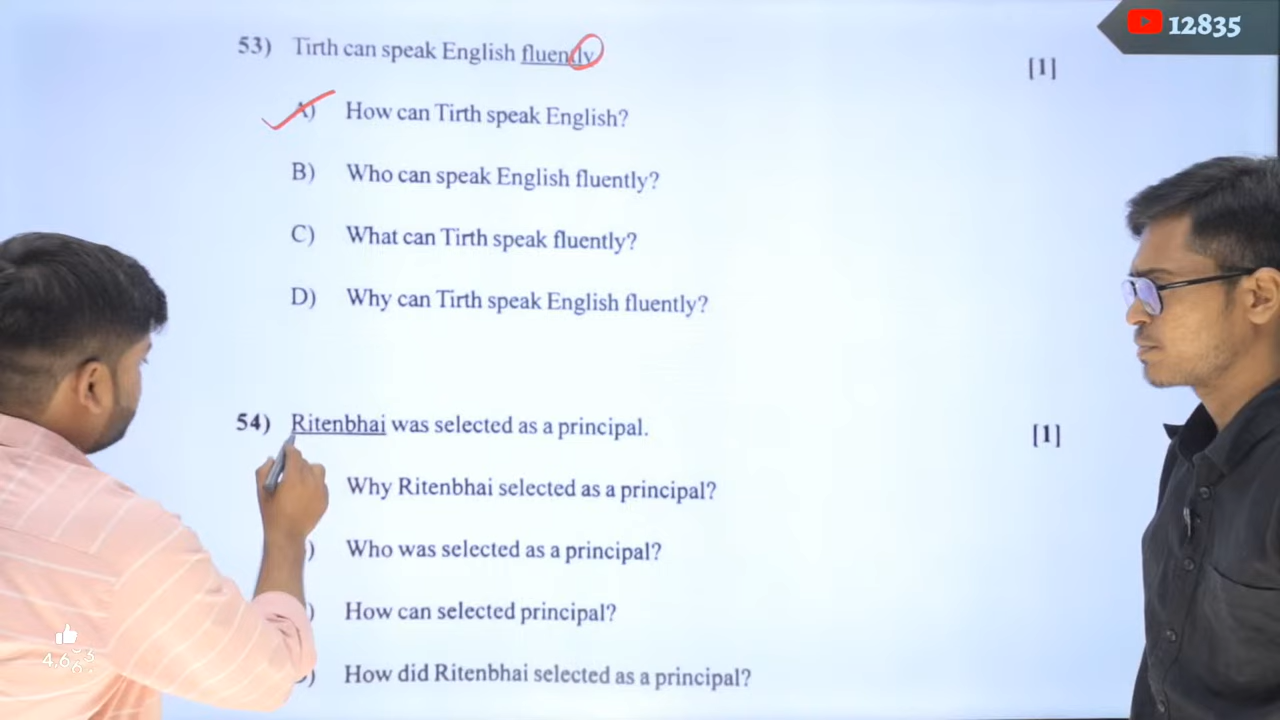 12835
53) Tirth can speak English fluently
[1]
A) How can Tirth speak English?
B) Who can speak English fluently?
C) What can Tirth speak fluently?
D) Why can Tirth speak English fluently?
54) Ritenbhai was selected as a principal.
[1]
Why Ritenbhai selected as a principal?
) Who was selected as a principal?
) How can selected principal?
) How did Ritenbhai selected as a principal?